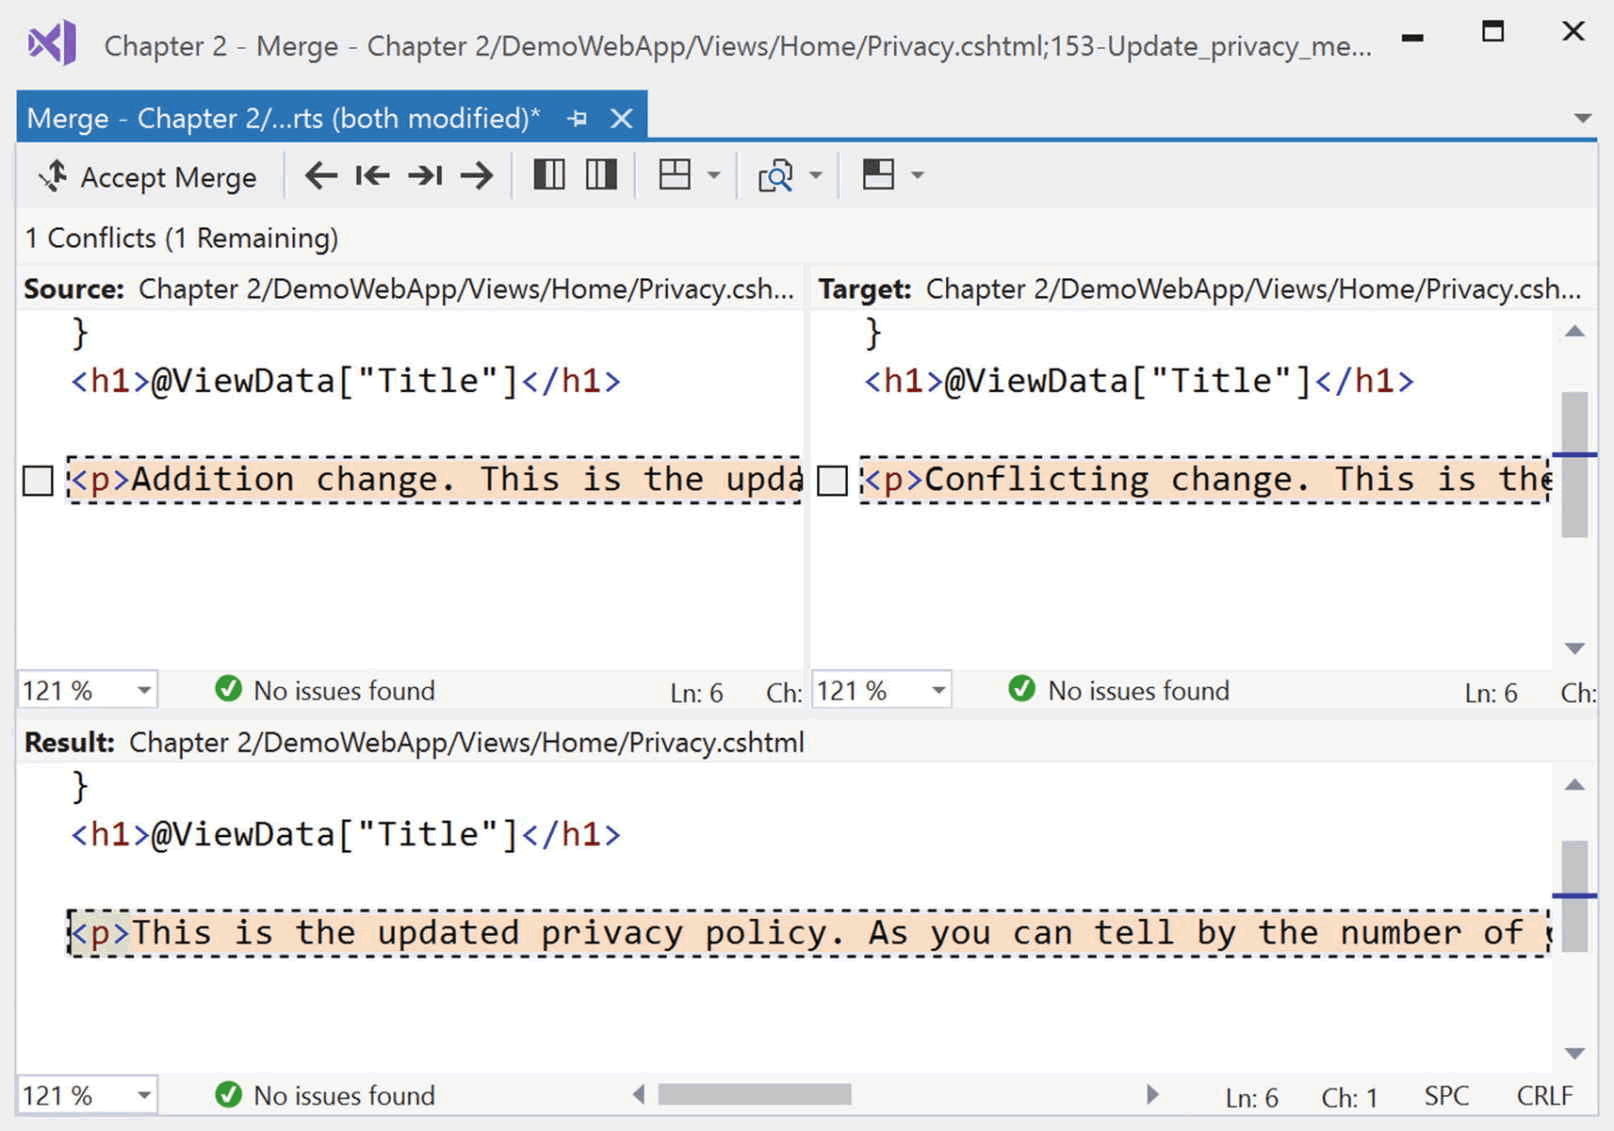 Chapter 2 - Merge - Chapter 2/DemoWebApp/Views/Home/Privacy.cshtml;153-Update_privacy_me...
Merge - Chapter 2/...rts (both modified)*
Accept Merge
1 Conflicts (1 Remaining)
Source: Chapter 2/DemoWebApp/Views/Home/Privacy.csh...
}
<h1>@ViewData["Title"]</h1>
<p>Addition change. This is the upda
121 % No issues found Ln: 6 Ch:
Target: Chapter 2/DemoWebApp/Views/Home/Privacy.csh...
}
<h1>@ViewData["Title"]</h1>
<p>Conflicting change. This is the
121 % No issues found Ln: 6 Ch:
Result: Chapter 2/DemoWebApp/Views/Home/Privacy.cshtml
}
<h1>@ViewData["Title"]</h1>
<p>This is the updated privacy policy. As you can tell by the number of
121 % No issues found Ln: 6 Ch: 1 SPC CRLF